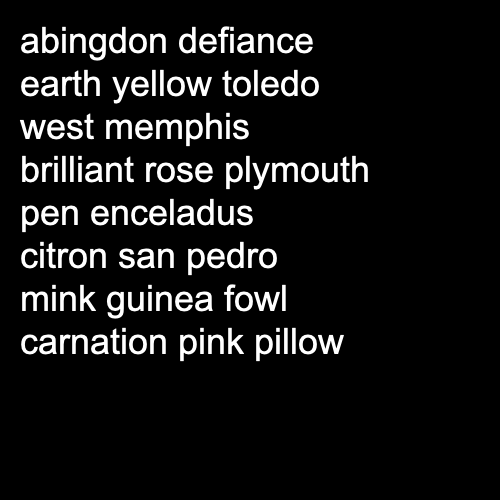 abingdon defiance
earth yellow toledo
west memphis
brilliant rose plymouth
pen enceladus
citron san pedro
mink guinea fowl
carnation pink pillow